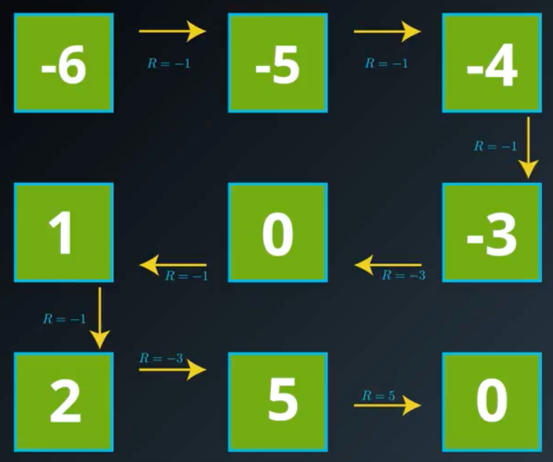 -6
R = −1
-5
R = −1
-4
R = −1
1
R = −1
0
R = −3
-3
R = −1
2
R = −3
5
R = 5
0